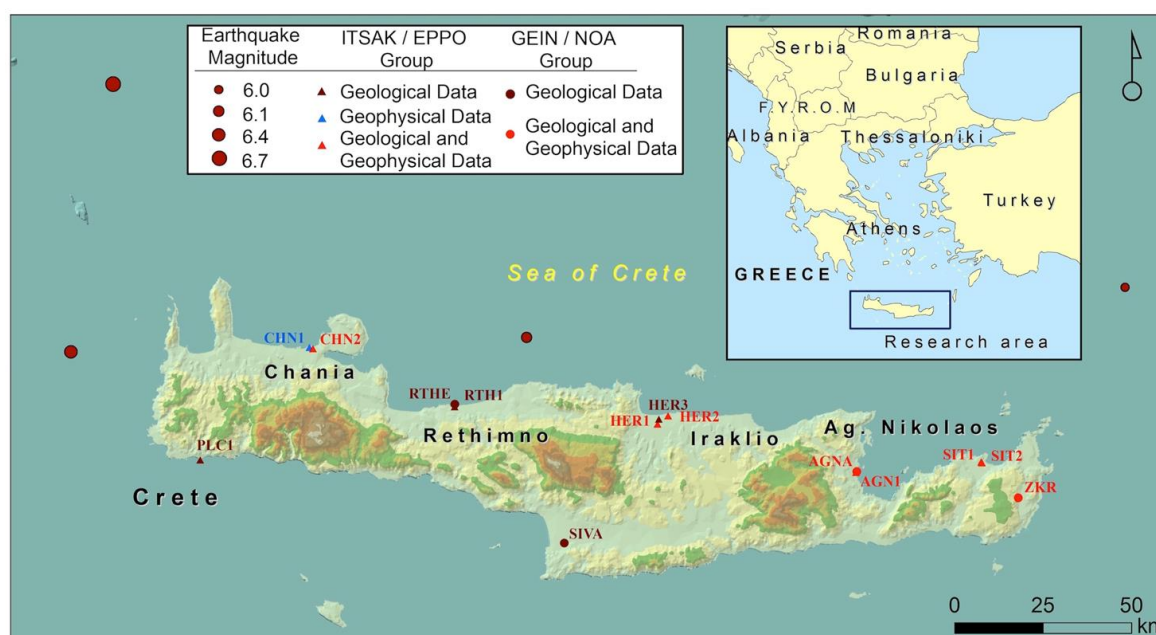 Earthquake
Magnitude
6.0
6.1
6.4
6.7
ITSAK / EPPO
Group
Geological Data
Geophysical Data
Geological and
Geophysical Data
GEIN / NOA
Group
Geological Data
Geological and
Geophysical Data
Romania
Serbia
Bulgaria
F.Y.R.O.M
Albania
Thessaloniki
Turkey
Athens
GREECE
Research area
Sea of Crete
CHN1
CHN2
Chania
RTHE
RTH1
Rethimno
HER3
HER1
HER2
Iraklio
Ag. Nikolaos
AGNA
AGN1
SIT1
SIT2
ZKR
PLC1
Crete
SIVA
0 25 50
km